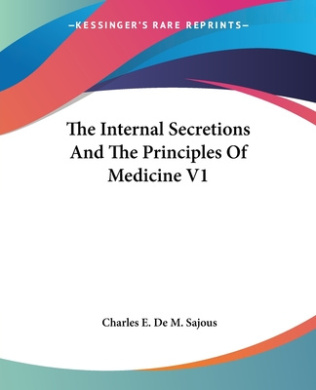 KESSINGER'S RARE REPRINTS
The Internal Secretions
And The Principles Of
Medicine V1
Charles E. De M. Sajous